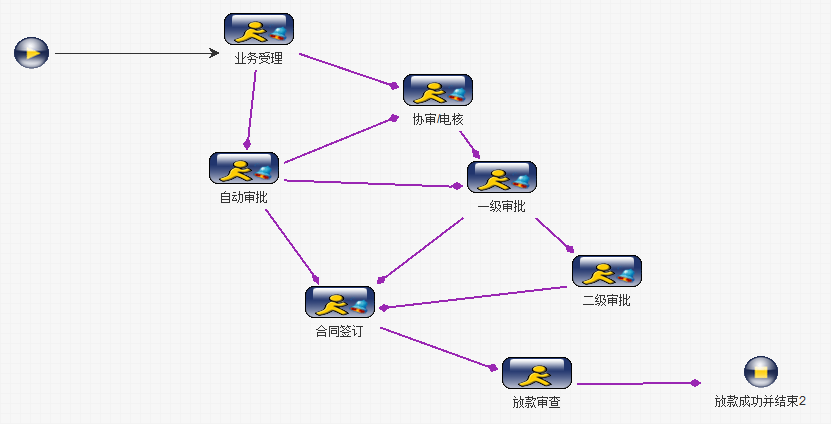 业务受理
协审/电核
自动审批
一级审批
二级审批
合同签订
放款审查
放款成功并结束2